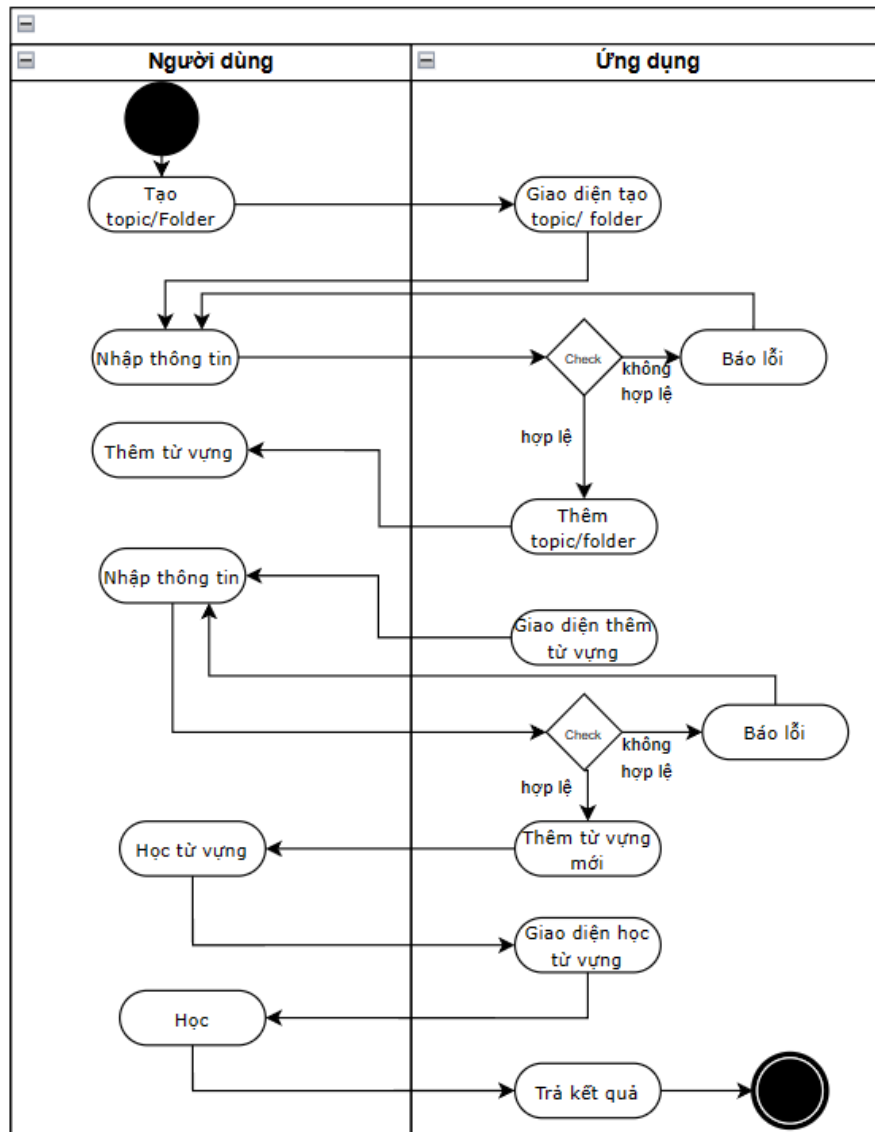 Người dùng
Ứng dụng
Tạo
topic/Folder
Giao diện tạo
topic/ folder
Nhập thông tin
Check
không
hợp lệ
Báo lỗi
hợp lệ
Thêm từ vựng
Thêm
topic/folder
Nhập thông tin
Giao diện thêm
từ vựng
Check
không
hợp lệ
Báo lỗi
hợp lệ
Học từ vựng
Thêm từ vựng
mới
Giao diện học
từ vựng
Học
Trả kết quả